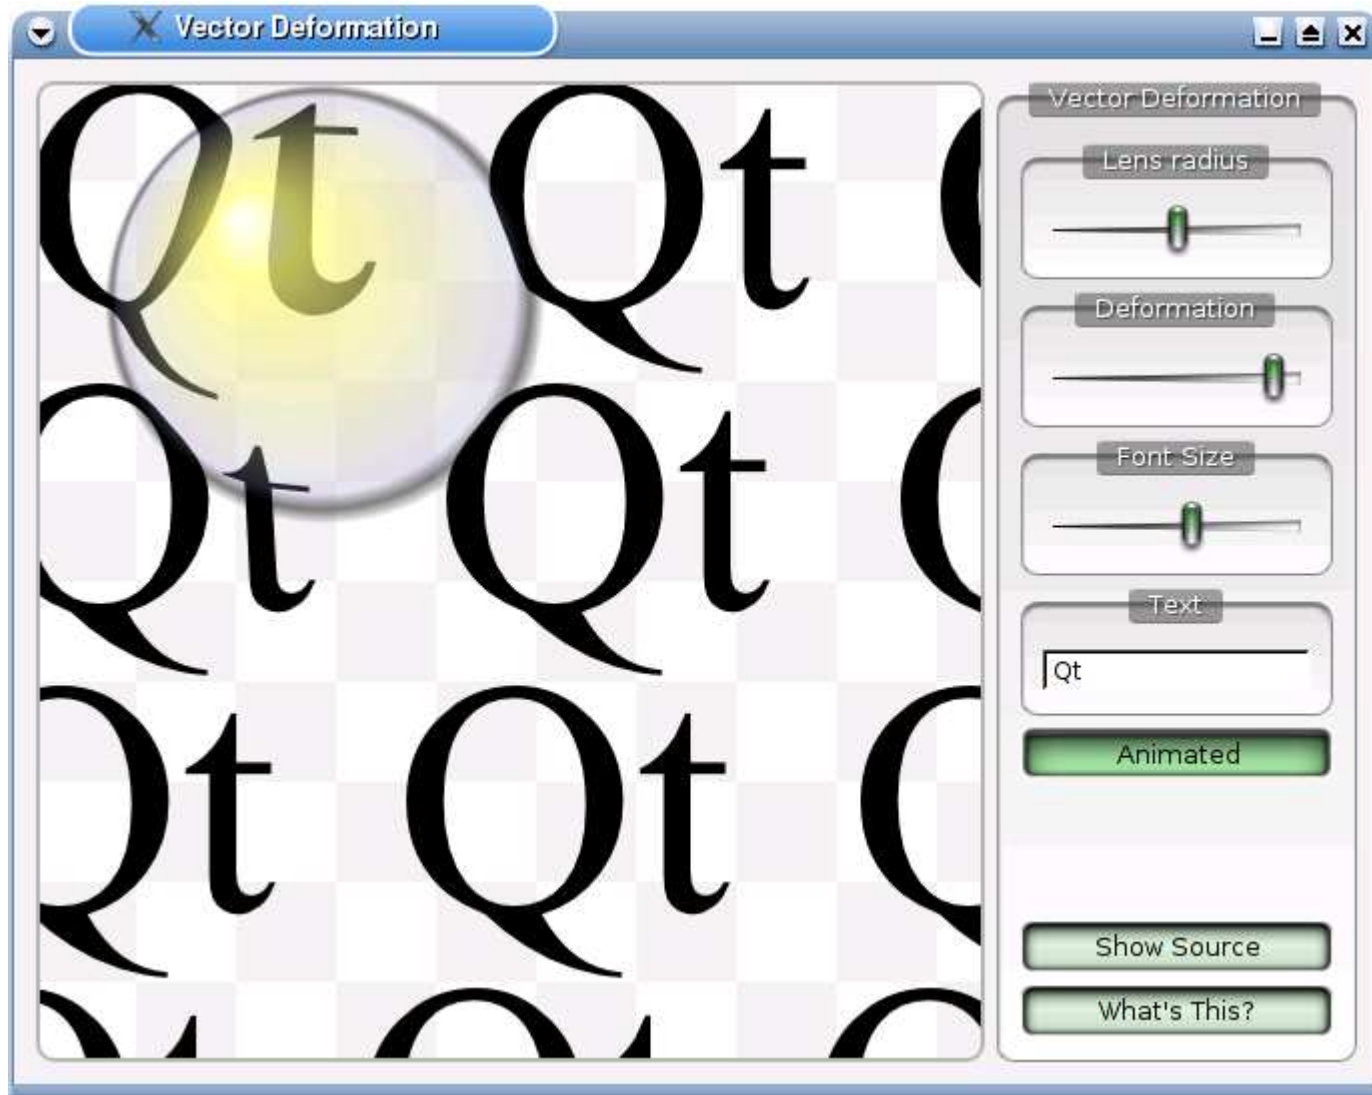 Vector Deformation
Qt Qt
Qt Qt
Qt Qt
Vector Deformation
Lens radius
Deformation
Font Size
Text
Qt
Animated
Show Source
What's This?